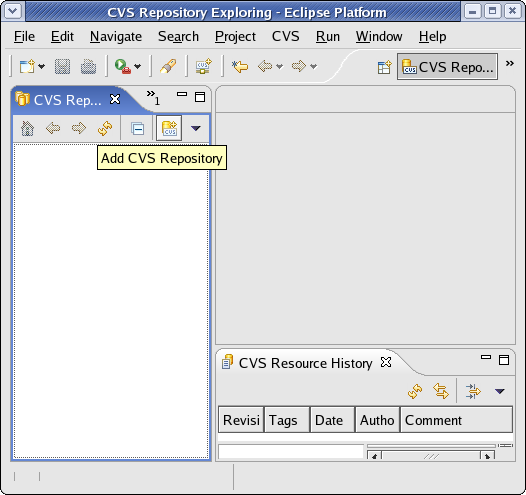 CVS Repository Exploring - Eclipse Platform
File Edit Navigate Search Project CVS Run Window Help
CVS Repo... »
CVS Rep... »1
Add CVS Repository
CVS Resource History
Revisi Tags Date Autho Comment